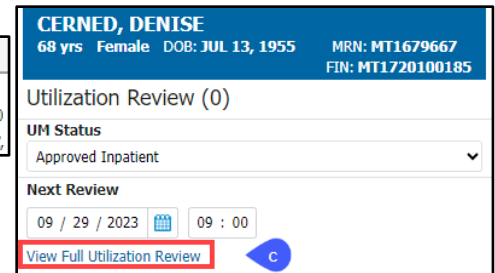 CERNED, DENISE
68 yrs Female DOB: JUL 13, 1955 MRN: MT1679667
FIN: MT1720100185
Utilization Review (0)
UM Status
Approved Inpatient
Next Review
09 / 29 / 2023 09 : 00
View Full Utilization Review C